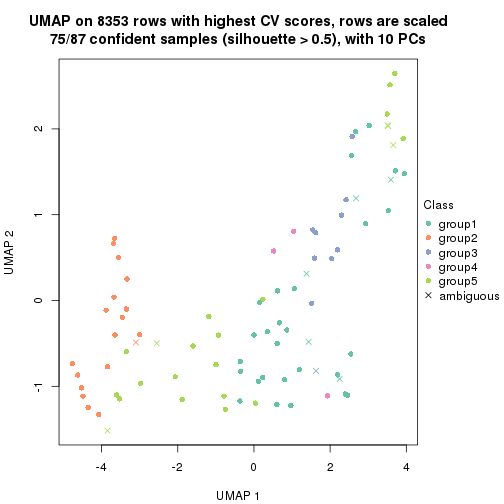 UMAP on 8353 rows with highest CV scores, rows are scaled
75/87 confident samples (silhouette > 0.5), with 10 PCs
2
1
0
-1
UMAP 2
-4
-2
0
2
4
UMAP 1
Class
group1
group2
group3
group4
group5
ambiguous